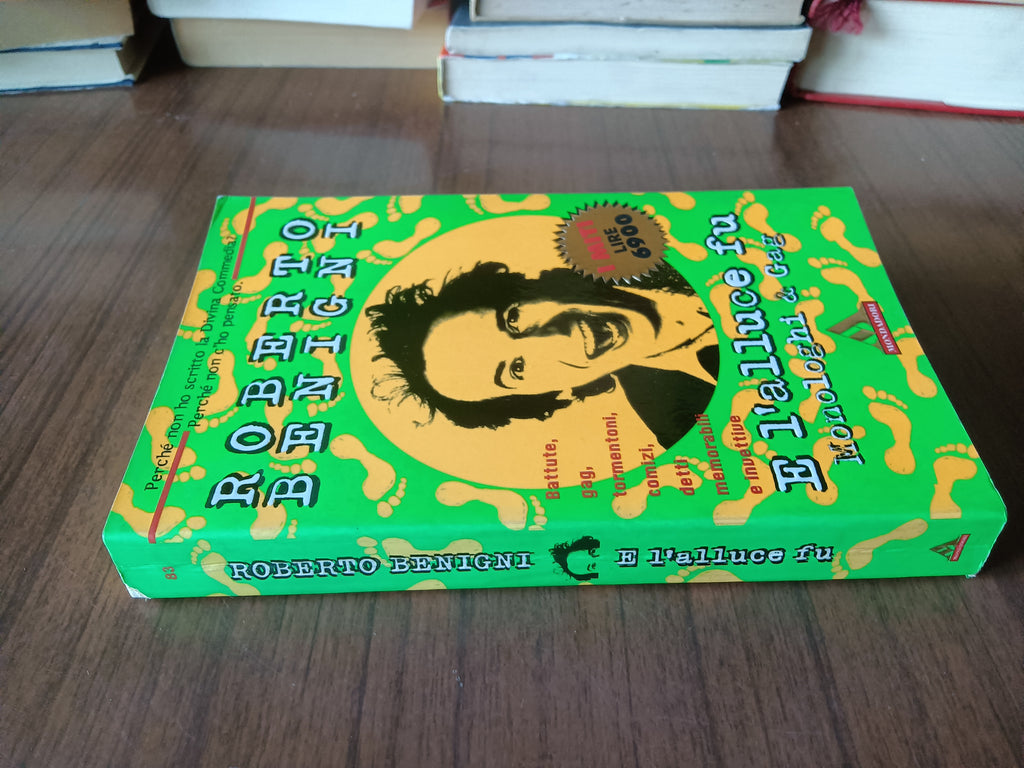 Perché non ho scritto la Divina Commedia?
Perché non c'ho pensato.
ROBERTO
BENIGNI
I MITI
LIRE
6900
Battute,
gag,
tormentoni,
comizi,
detti
memorabili
e invettive
E l'alluce fu
Monologhi & Gag
MONDADORI
83
ROBERTO BENIGNI
E l'alluce fu